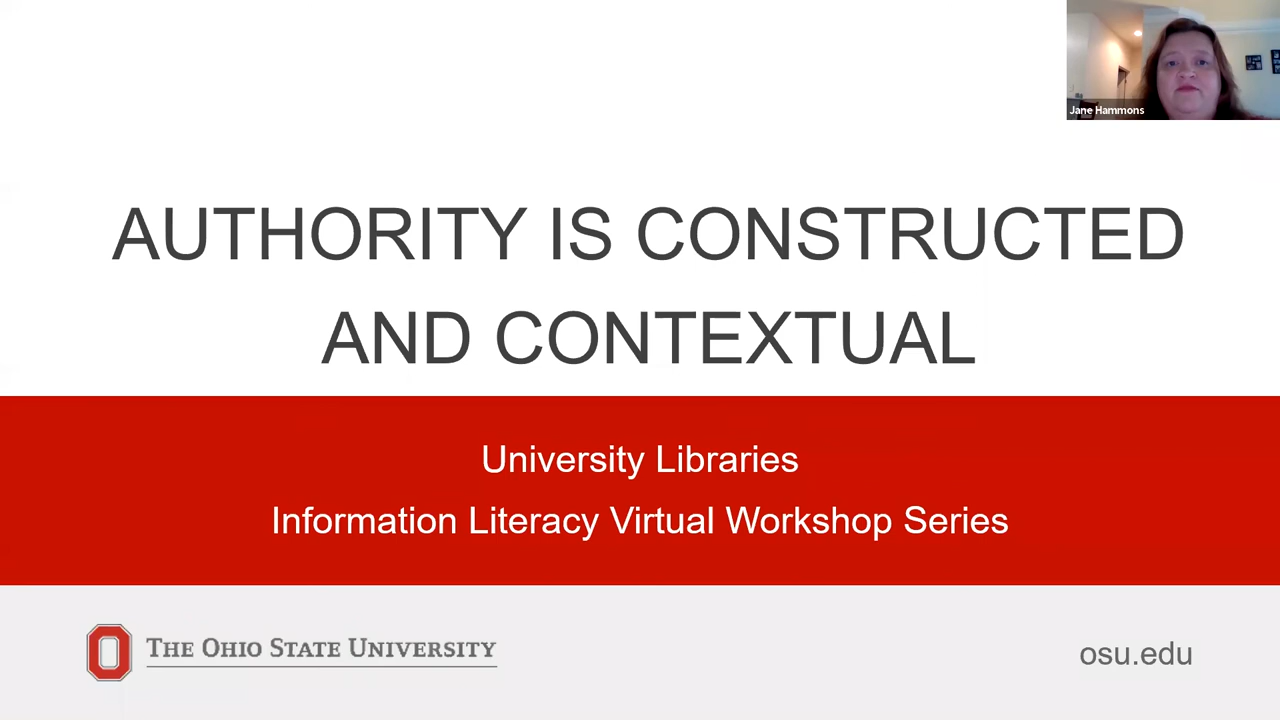 Jane Hammons
AUTHORITY IS CONSTRUCTED
AND CONTEXTUAL
University Libraries
Information Literacy Virtual Workshop Series
THE OHIO STATE UNIVERSITY
osu.edu